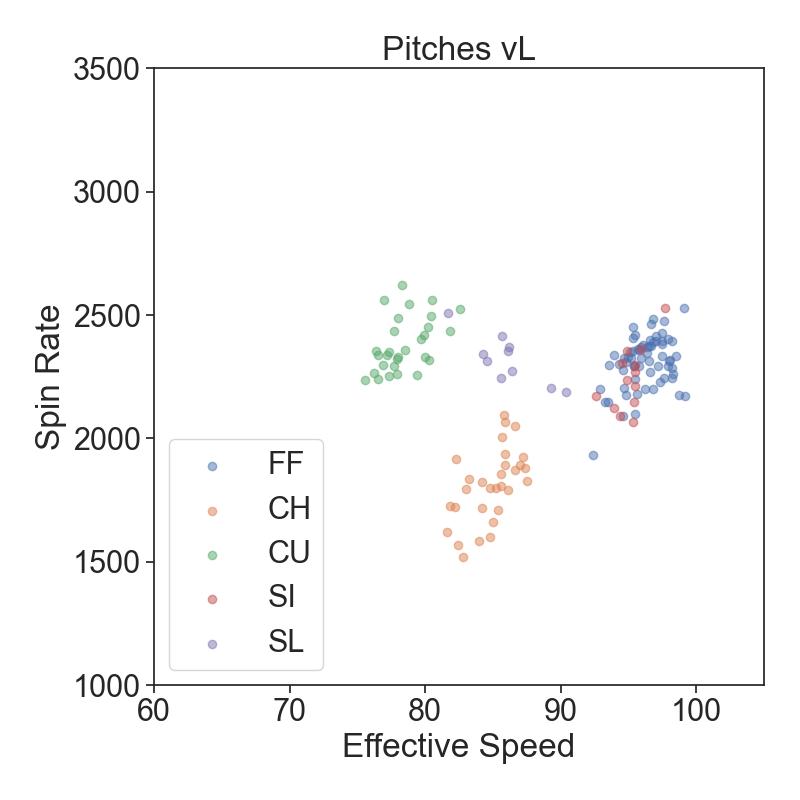 Pitches vL
3500
3000
2500
2000
1500
1000
Spin Rate
FF
CH
CU
SI
SL
60 70 80 90 100
Effective Speed